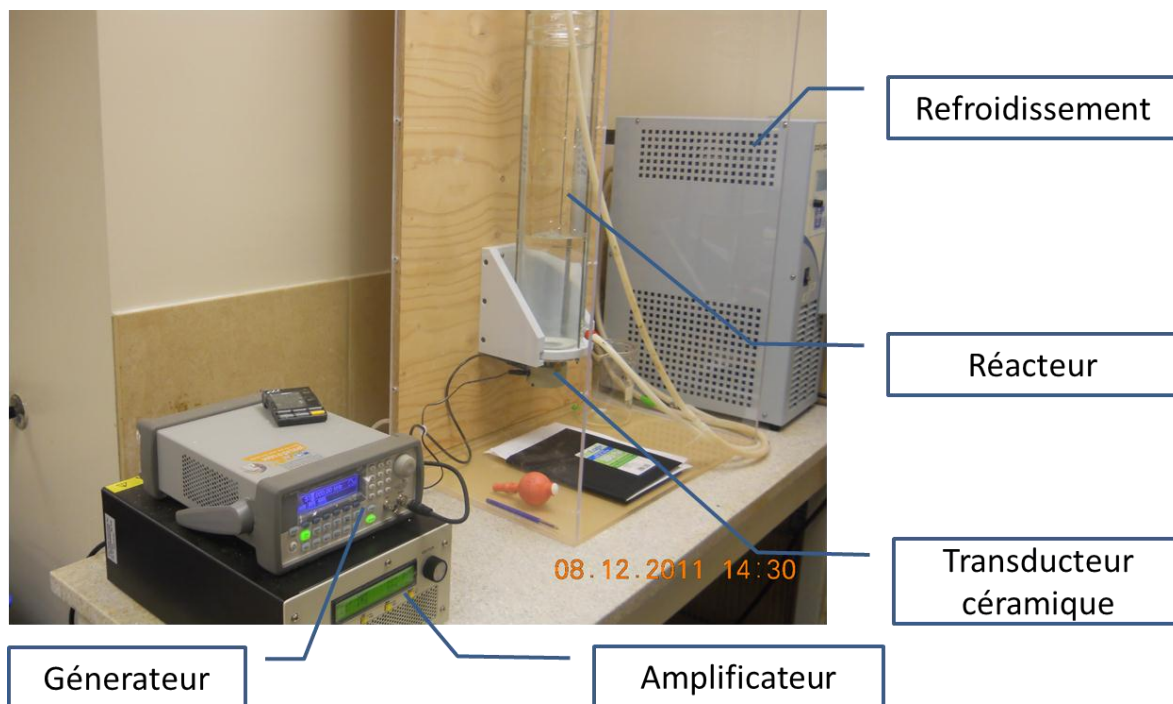 Refroidissement
Réacteur
08.12.2011 14:30
Transducteur
céramique
Génerateur
Amplificateur